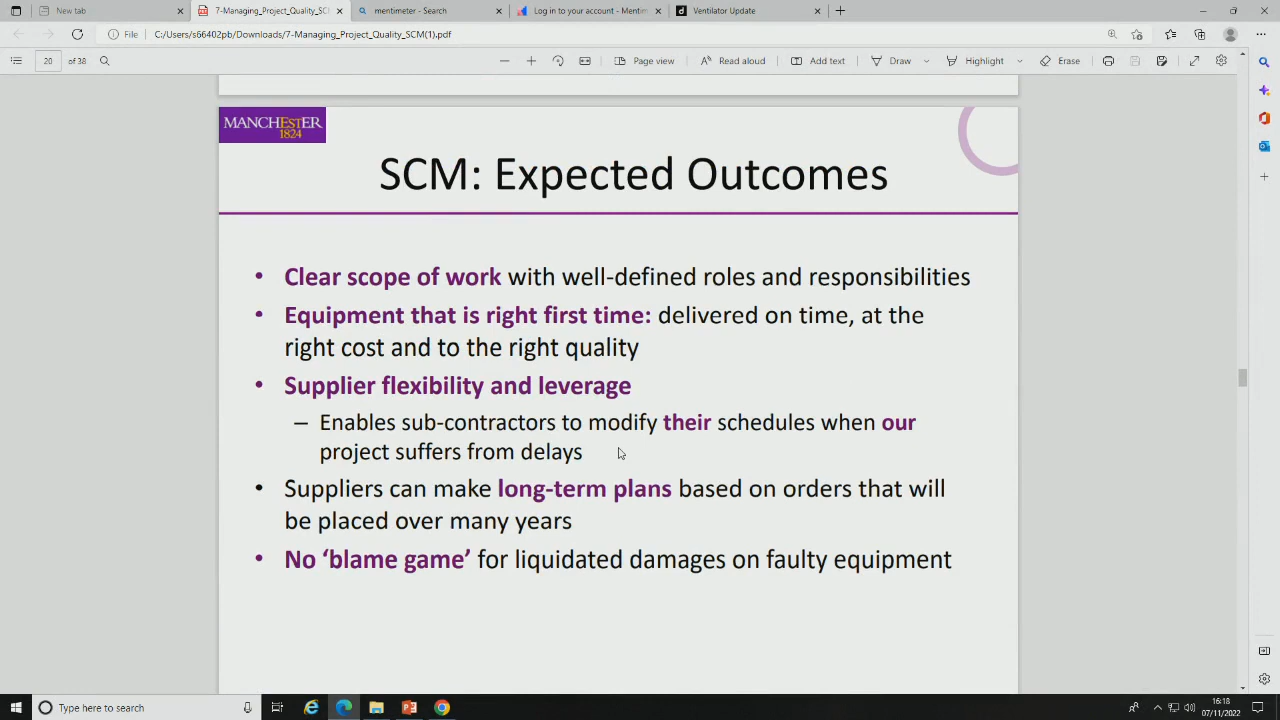 New tab
7-Managing_Project_Quality_SCM
mentimeter - Search
Log in to your account - Mentim
Ventilator Update
File
C:/Users/s66402pb/Downloads/7-Managing_Project_Quality_SCM(1).pdf
20 of 38
Page view
Read aloud
Add text
Draw
Highlight
Erase
MANCHESTER
1824
SCM: Expected Outcomes
• Clear scope of work with well-defined roles and responsibilities
• Equipment that is right first time: delivered on time, at the
right cost and to the right quality
• Supplier flexibility and leverage
– Enables sub-contractors to modify their schedules when our
project suffers from delays
• Suppliers can make long-term plans based on orders that will
be placed over many years
• No ‘blame game’ for liquidated damages on faulty equipment
Type here to search
16:18
07/11/2022